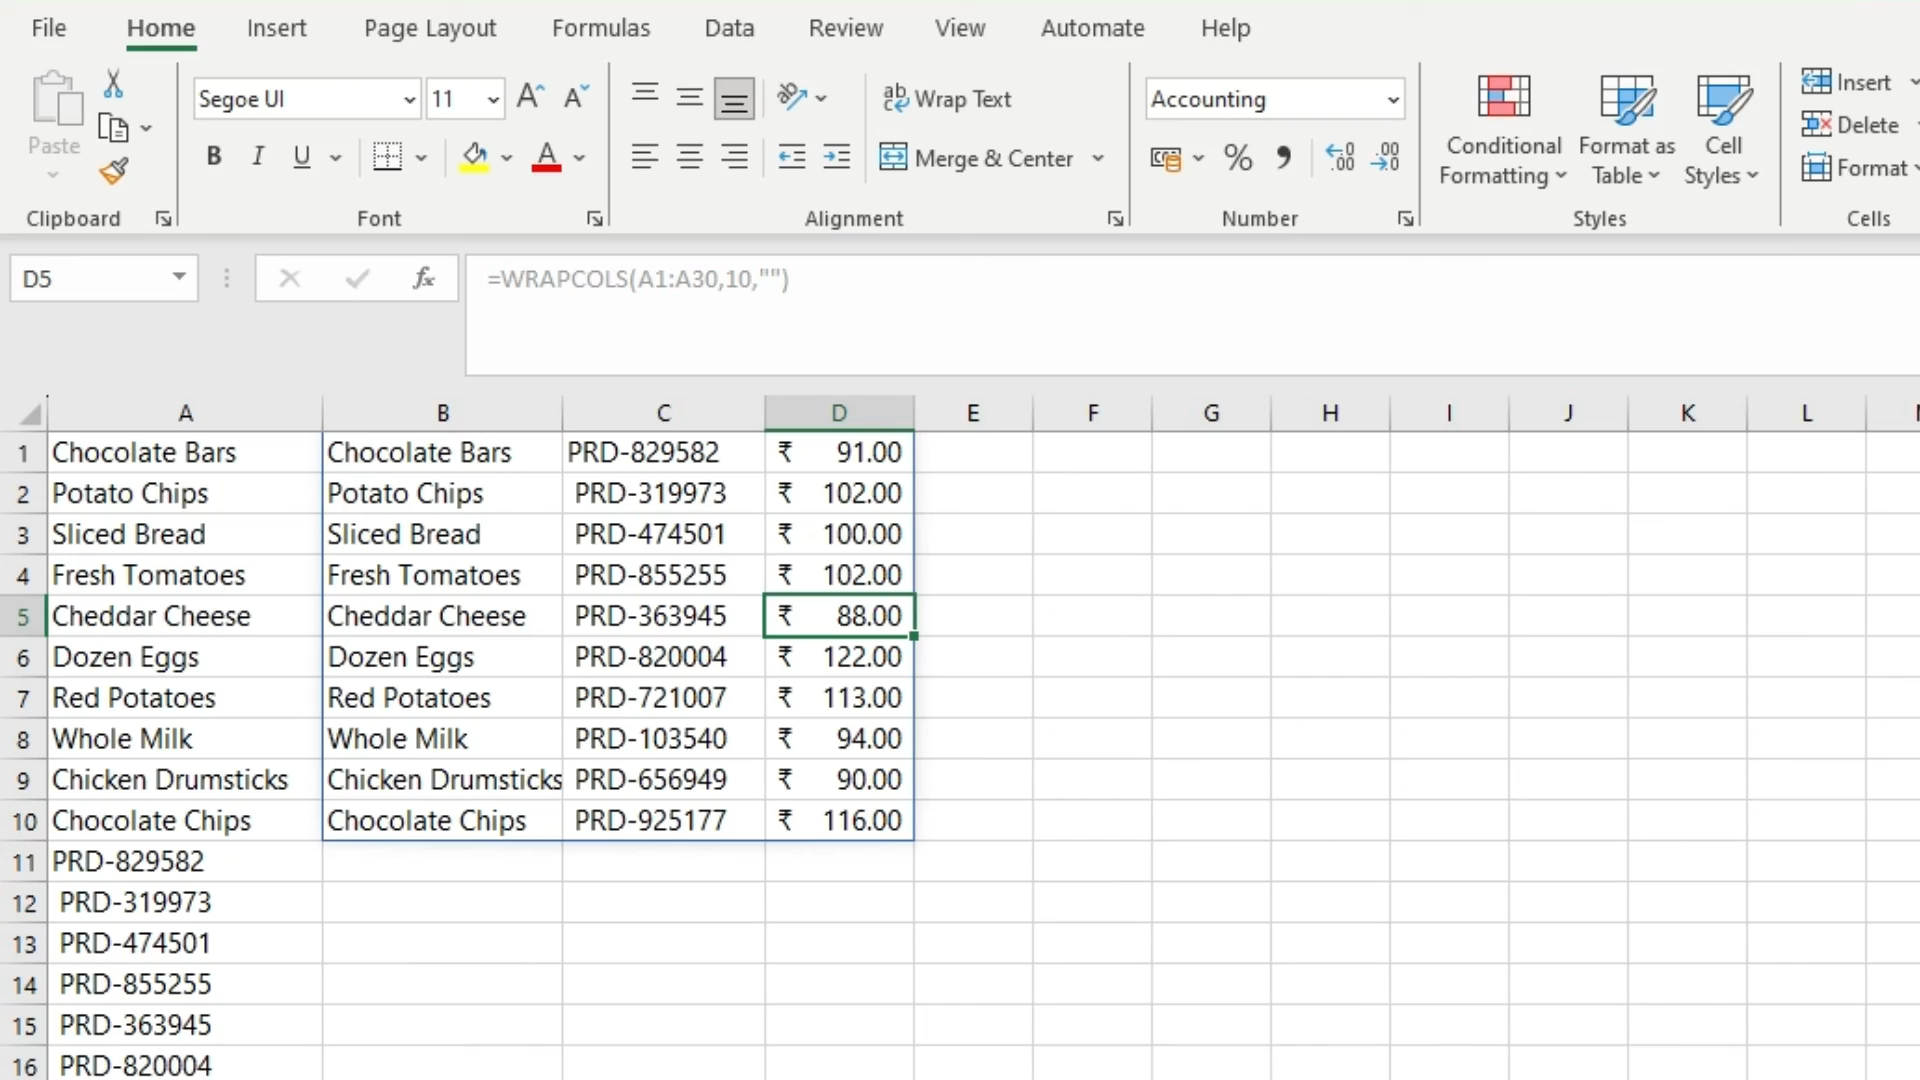 File Home Insert Page Layout Formulas Data Review View Automate Help
Segoe UI 11 A A ab Wrap Text Accounting Insert
Paste Conditional Formatting Format as Table Cell Styles Delete
B I U A Merge & Center % , .00 .00 Format
Clipboard Font Alignment Number Styles Cells
D5 fx =WRAPCOLS(A1:A30,10,"")
A B C D E F G H I J K L
1 Chocolate Bars Chocolate Bars PRD-829582 ₹ 91.00
2 Potato Chips Potato Chips PRD-319973 ₹ 102.00
3 Sliced Bread Sliced Bread PRD-474501 ₹ 100.00
4 Fresh Tomatoes Fresh Tomatoes PRD-855255 ₹ 102.00
5 Cheddar Cheese Cheddar Cheese PRD-363945 ₹ 88.00
6 Dozen Eggs Dozen Eggs PRD-820004 ₹ 122.00
7 Red Potatoes Red Potatoes PRD-721007 ₹ 113.00
8 Whole Milk Whole Milk PRD-103540 ₹ 94.00
9 Chicken Drumsticks Chicken Drumsticks PRD-656949 ₹ 90.00
10 Chocolate Chips Chocolate Chips PRD-925177 ₹ 116.00
11 PRD-829582
12 PRD-319973
13 PRD-474501
14 PRD-855255
15 PRD-363945
16 PRD-820004